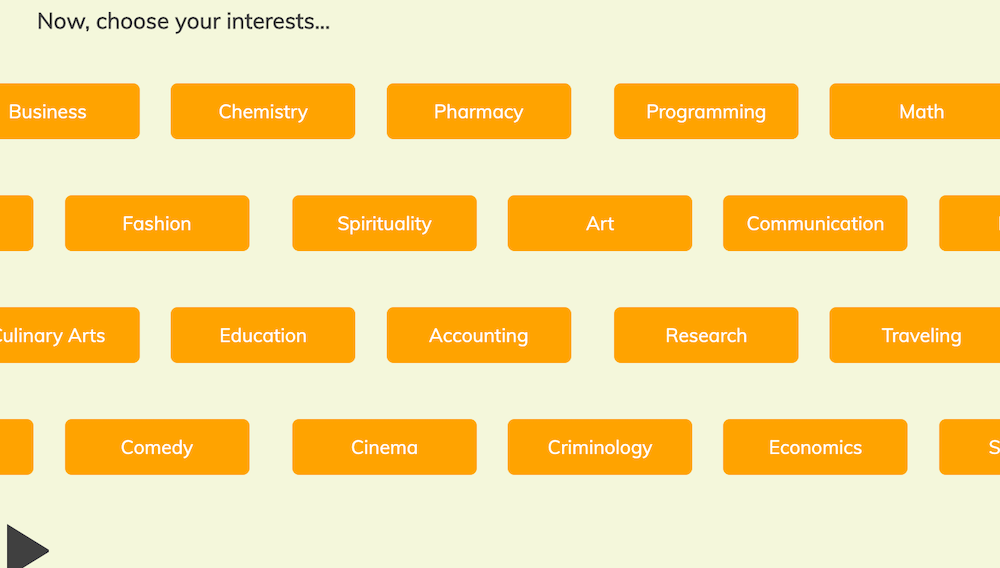 Now, choose your interests...
Business Chemistry Pharmacy Programming Math
Fashion Spirituality Art Communication
Culinary Arts Education Accounting Research Traveling
Comedy Cinema Criminology Economics